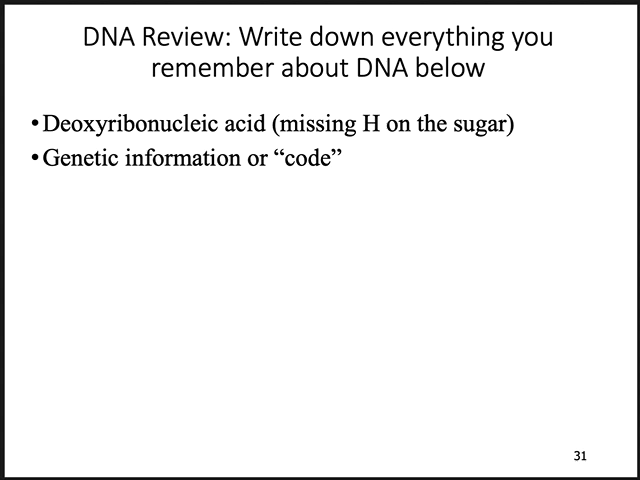 DNA Review: Write down everything you
remember about DNA below
•Deoxyribonucleic acid (missing H on the sugar)
•Genetic information or “code”
31